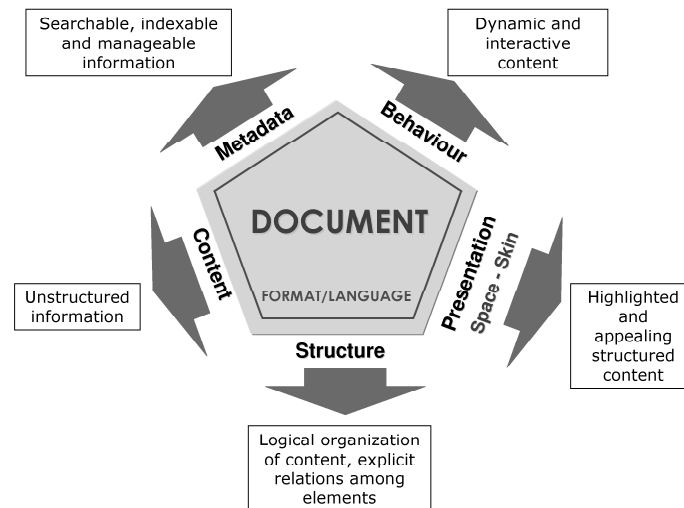 Searchable, indexable
and manageable
information
Dynamic and
interactive
content
Metadata
Behaviour
DOCUMENT
FORMAT/LANGUAGE
Content
Presentation
Space - Skin
Structure
Unstructured
information
Highlighted
and
appealing
structured
content
Logical organization
of content, explicit
relations among
elements